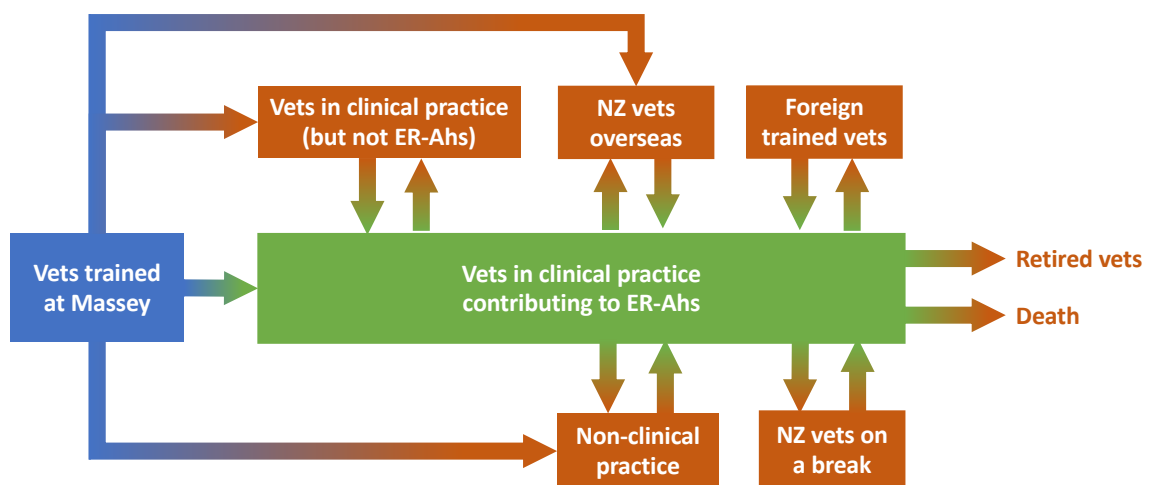 Vets in clinical practice
(but not ER-Ahs)
NZ vets
overseas
Foreign
trained vets
Vets trained
at Massey
Vets in clinical practice
contributing to ER-Ahs
Retired vets
Death
Non-clinical
practice
NZ vets on
a break